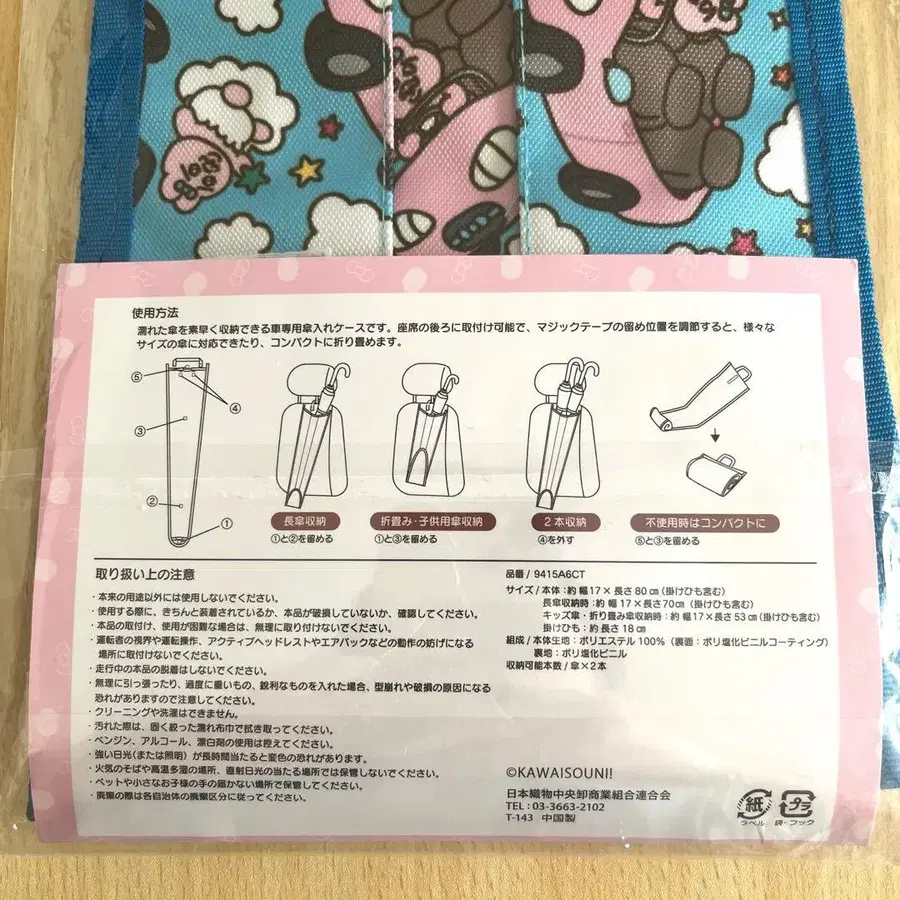 使用方法
濡れた傘を素早く収納できる車専用傘入れケースです。座席の後ろに取付け可能で、マジックテープの留め位置を調節すると、様々な
サイズの傘に対応できたり、コンパクトに折り畳めます。
⑤
④
③
②
①
長傘収納
①と②を留める
折畳み・子供用傘収納
①と③を留める
2本収納
④を外す
不使用時はコンパクトに
⑤と③を留める
取り扱い上の注意
・本来の用途以外には使用しないでください。
・使用する際に、きちんと装着されているか、本品が破損していないか、確認してください。
・本品の取付け、使用が困難な場合は、無理に取り付けないでください。
・運転者の視界や運転操作、アクティブヘッドレストやエアバックなどの動作の妨げになる
場所に取付けないでください。
・走行中の本品の脱着はしないでください。
・無理に引っ張ったり、過度に重いもの、鋭利なものを入れた場合、型崩れや破損の原因になる
恐れがありますので注意してください。
・クリーニングや洗濯はできません。
・汚れた際は、固く絞った濡れ布巾で拭き取ってください。
・ベンジン、アルコール、漂白剤の使用は控えてください。
・強い日光(または照明)が長時間当たると変色の恐れがあります。
・火気のそばや高温多湿の場所、直射日光の当たる場所では保管しないでください。
・ペットや小さなお子様の手の届かない場所で保管してください。
・廃棄の際は各自治体の廃棄区分に従ってください。
品番 / 9415A6CT
サイズ / 本体：約 幅17× 長さ 80cm (掛けひも含む)
長傘収納時：約 幅17×長さ70cm (掛けひも含む)
キッズ傘・折り畳み傘収納時：約 幅17×長さ53cm(掛けひも含む)
掛けひも：約 長さ18cm
組成 / 本体生地：ポリエステル 100% (裏面：ポリ塩化ビニルコーティング)
裏地：ポリ塩化ビニル
収納可能本数 / 傘×2本
©KAWAISOUNI!
日本織物中央卸商業組合連合会
TEL：03-3663-2102
T-143 中国製
紙
ラベル
プラ
袋・フック